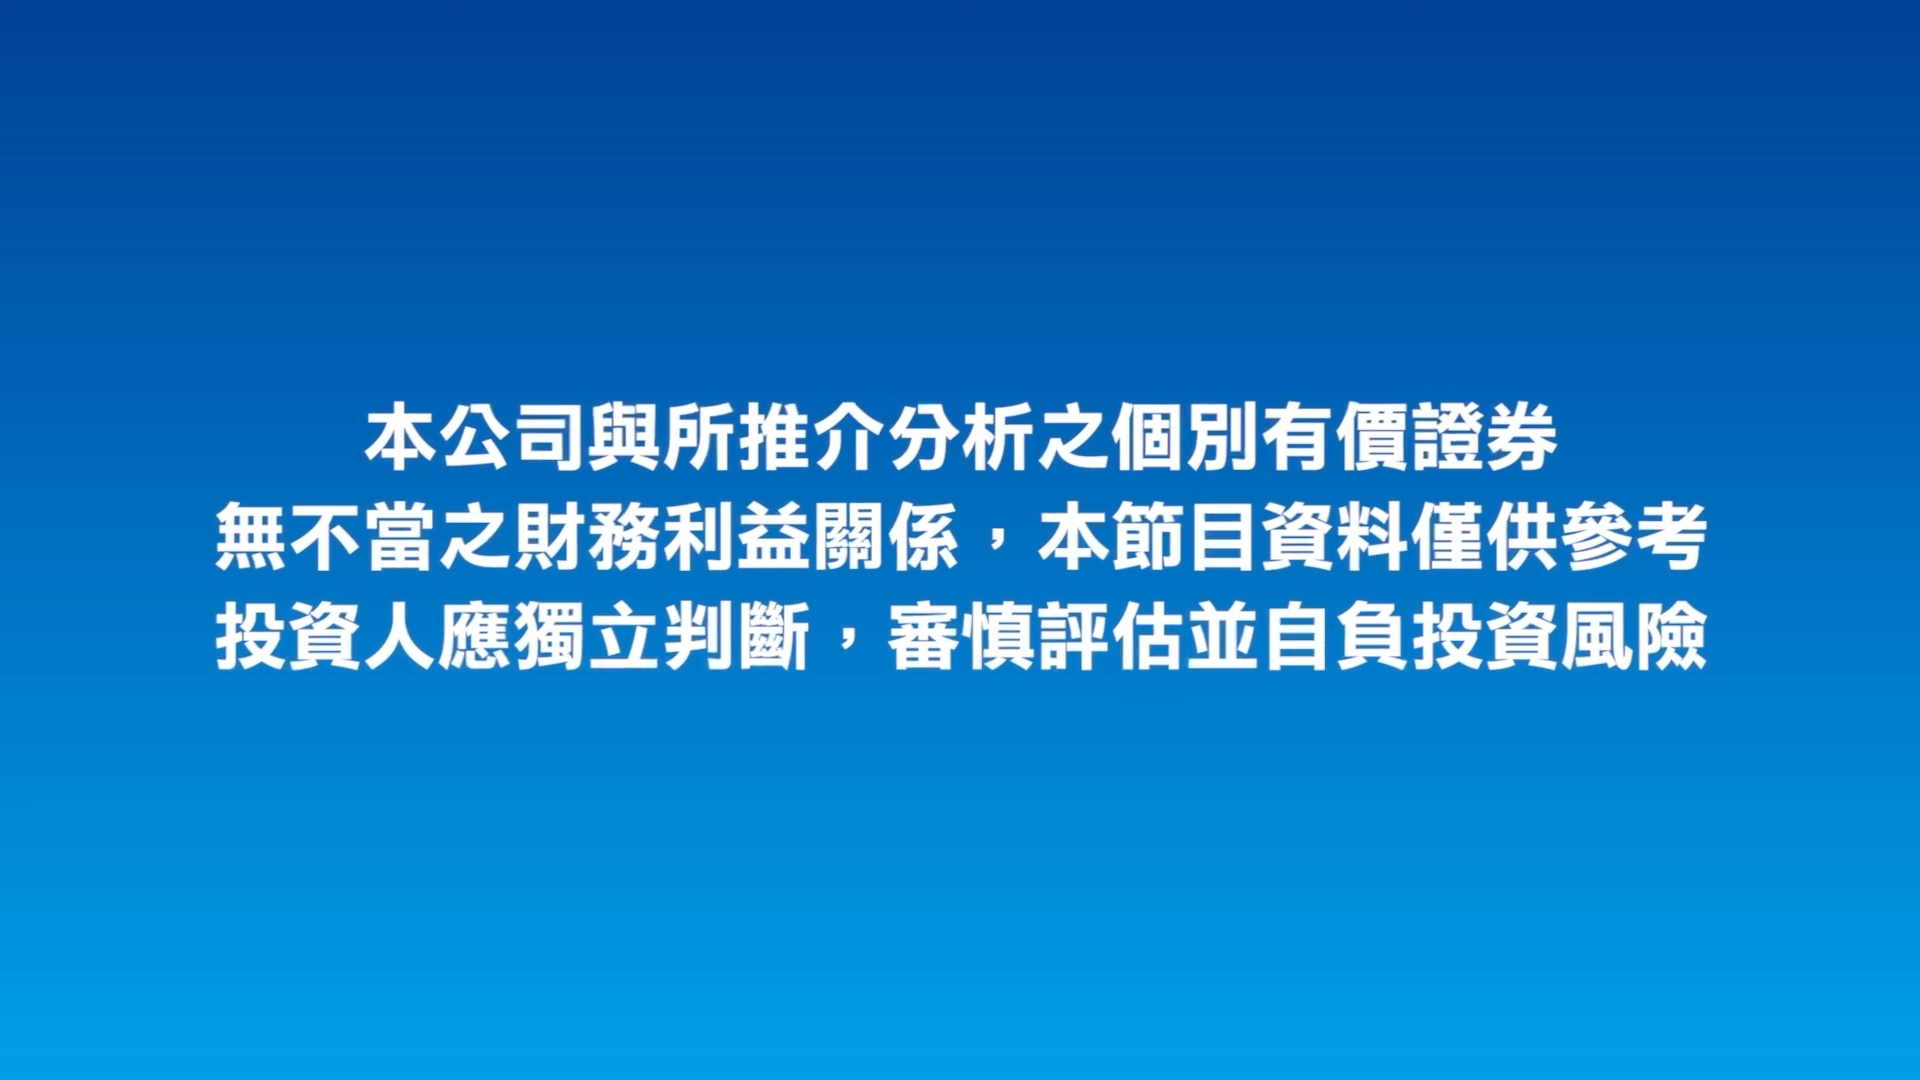 本公司與所推介分析之個別有價證券
無不當之財務利益關係，本節目資料僅供參考
投資人應獨立判斷，審慎評估並自負投資風險